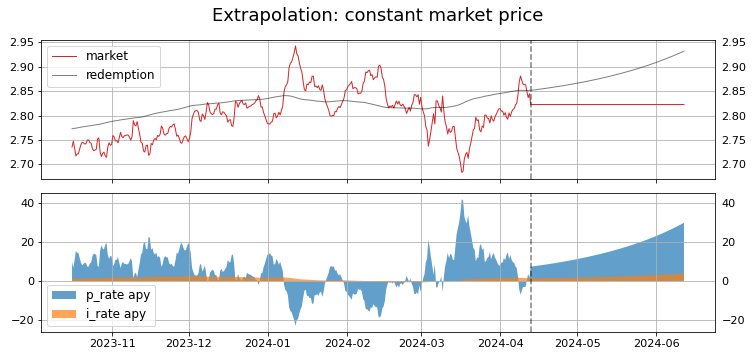 Extrapolation: constant market price
2.95 2.95
2.90 2.90
2.85 2.85
2.80 2.80
2.75 2.75
2.70 2.70
market
redemption
40 40
20 20
0 0
−20 −20
p_rate apy
i_rate apy
2023-11 2023-12 2024-01 2024-02 2024-03 2024-04 2024-05 2024-06